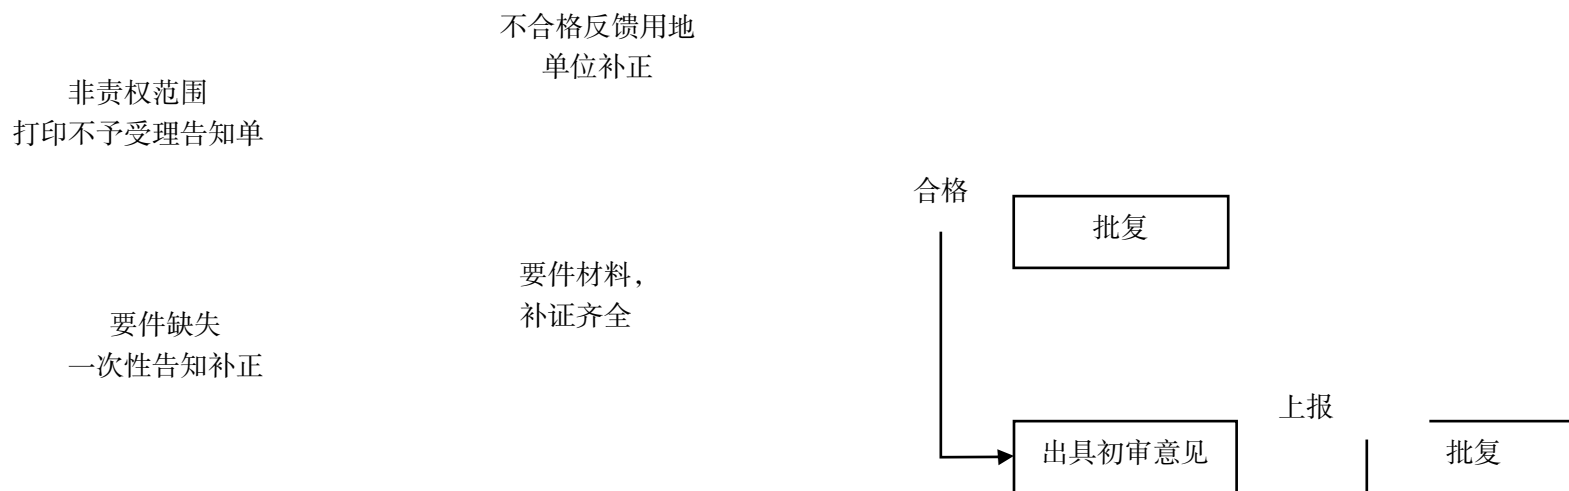 不合格反馈用地
单位补正
非责权范围
打印不予受理告知单
合格
批复
要件材料，
补证齐全
要件缺失
一次性告知补正
上报
出具初审意见
批复